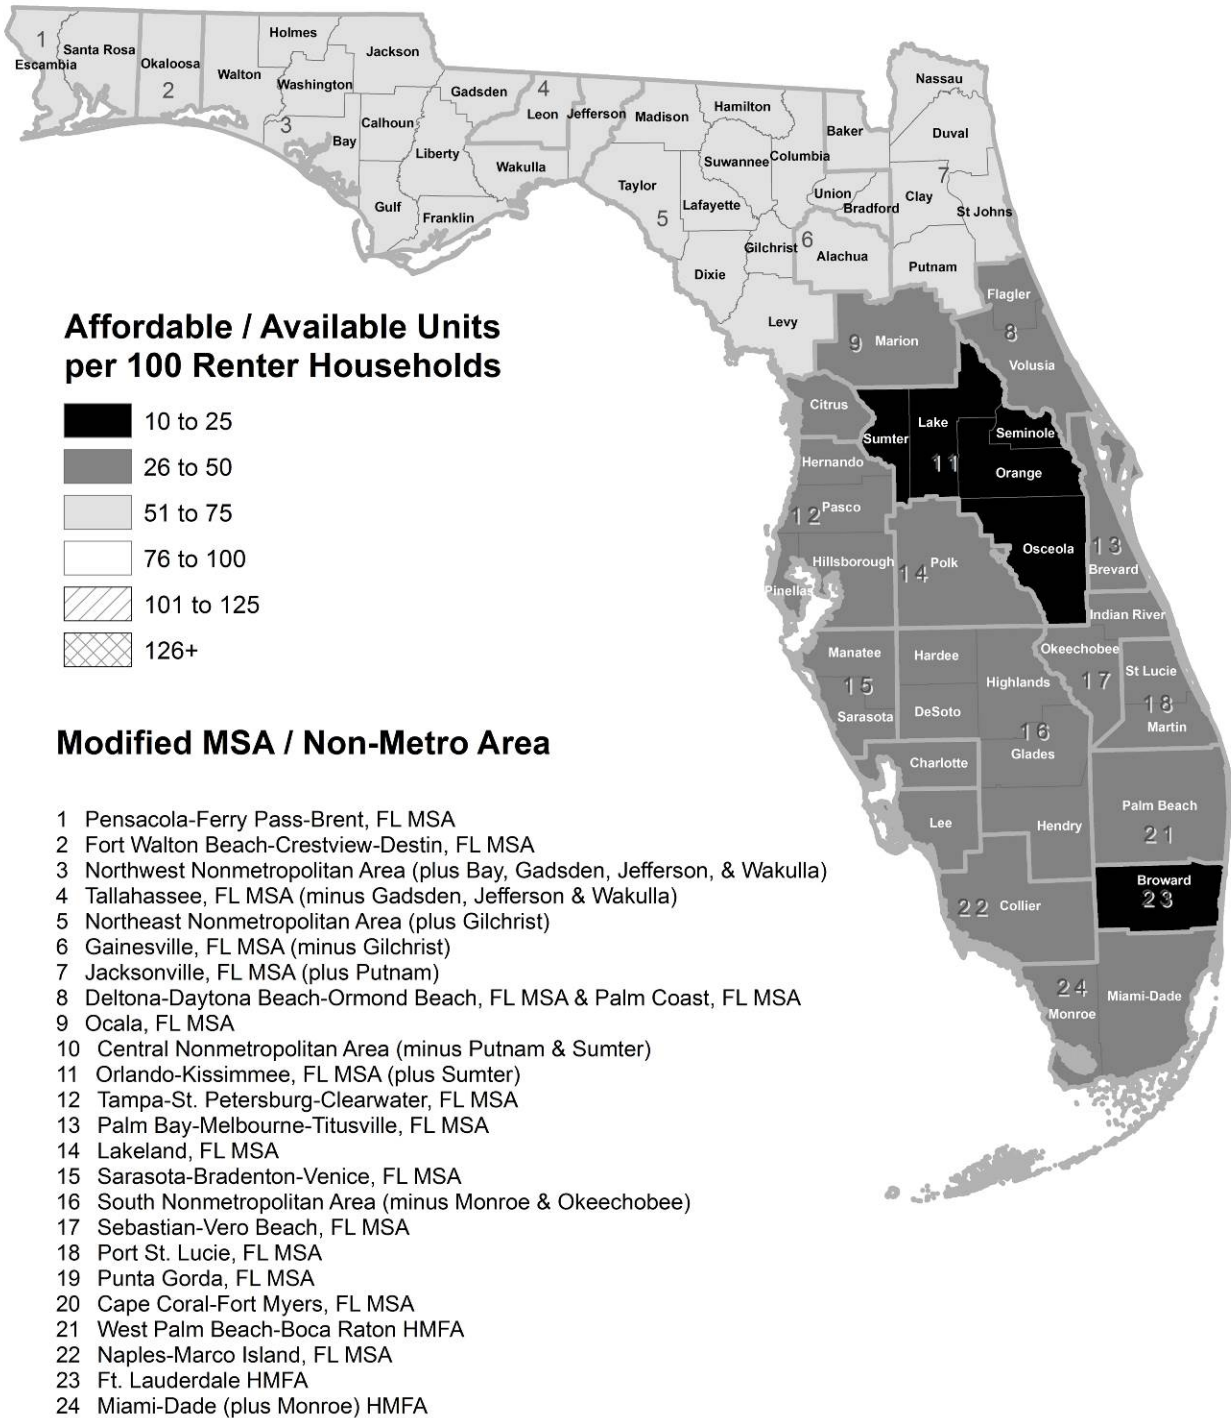 1
Escambia
Santa Rosa
Okaloosa
2
Walton
Holmes
Washington
3
Jackson
Bay
Calhoun
Gulf
Liberty
Franklin
Gadsden
4
Leon
Jefferson
Wakulla
Madison
Taylor
5
Hamilton
Suwannee
Lafayette
Columbia
Dixie
Gilchrist
Levy
Baker
Union
Bradford
6
Alachua
Nassau
Duval
7
Clay
St Johns
Putnam
Flagler
8
Volusia
9 Marion
Citrus
Sumter
Lake
11
Seminole
Orange
Osceola
Hernando
12 Pasco
Hillsborough
Pinellas
14 Polk
13
Brevard
Indian River
Okeechobee
17
St Lucie
18
Martin
Manatee
15
Sarasota
Hardee
DeSoto
Highlands
16
Glades
Charlotte
Lee
Hendry
Palm Beach
21
Broward
23
22 Collier
24
Monroe
Miami-Dade
Affordable / Available Units
per 100 Renter Households
10 to 25
26 to 50
51 to 75
76 to 100
101 to 125
126+
Modified MSA / Non-Metro Area
1 Pensacola-Ferry Pass-Brent, FL MSA
2 Fort Walton Beach-Crestview-Destin, FL MSA
3 Northwest Nonmetropolitan Area (plus Bay, Gadsden, Jefferson, & Wakulla)
4 Tallahassee, FL MSA (minus Gadsden, Jefferson & Wakulla)
5 Northeast Nonmetropolitan Area (plus Gilchrist)
6 Gainesville, FL MSA (minus Gilchrist)
7 Jacksonville, FL MSA (plus Putnam)
8 Deltona-Daytona Beach-Ormond Beach, FL MSA & Palm Coast, FL MSA
9 Ocala, FL MSA
10 Central Nonmetropolitan Area (minus Putnam & Sumter)
11 Orlando-Kissimmee, FL MSA (plus Sumter)
12 Tampa-St. Petersburg-Clearwater, FL MSA
13 Palm Bay-Melbourne-Titusville, FL MSA
14 Lakeland, FL MSA
15 Sarasota-Bradenton-Venice, FL MSA
16 South Nonmetropolitan Area (minus Monroe & Okeechobee)
17 Sebastian-Vero Beach, FL MSA
18 Port St. Lucie, FL MSA
19 Punta Gorda, FL MSA
20 Cape Coral-Fort Myers, FL MSA
21 West Palm Beach-Boca Raton HMFA
22 Naples-Marco Island, FL MSA
23 Ft. Lauderdale HMFA
24 Miami-Dade (plus Monroe) HMFA